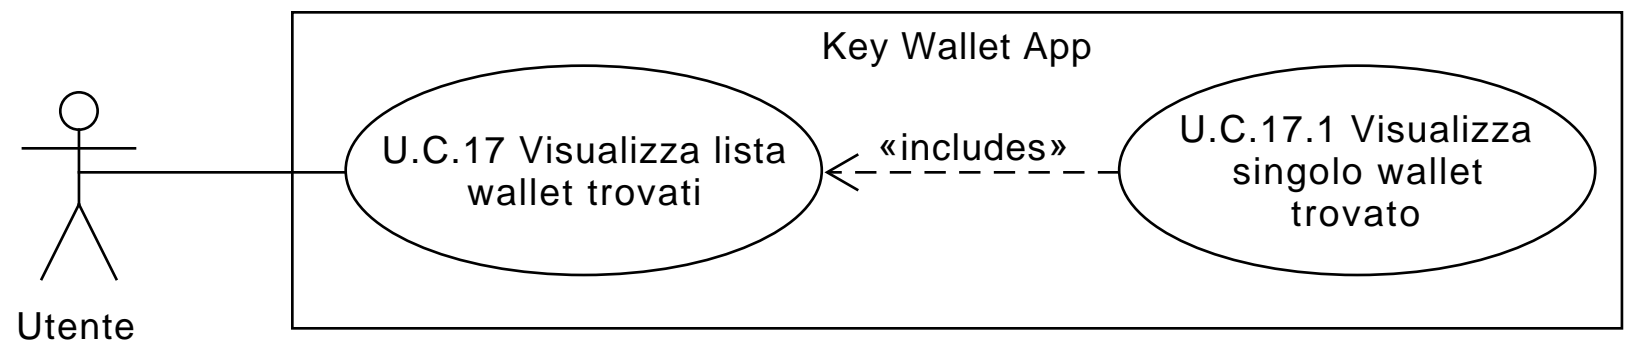 Key Wallet App
U.C.17 Visualizza lista
wallet trovati
«includes»
U.C.17.1 Visualizza
singolo wallet
trovato
Utente